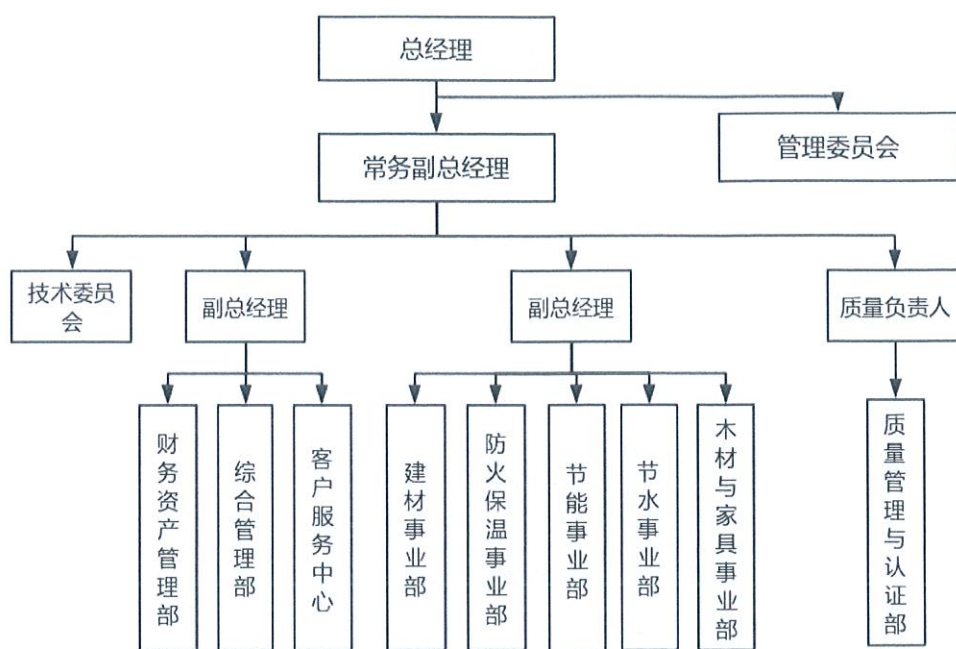 总经理
管理委员会
常务副总经理
技术委员
会
副总经理
副总经理
质量负责人
财务资产管理部
综合管理部
客户服务中心
建材事业部
防火保温事业部
节能事业部
节水事业部
木材与家具事业部
质量管理与认证部